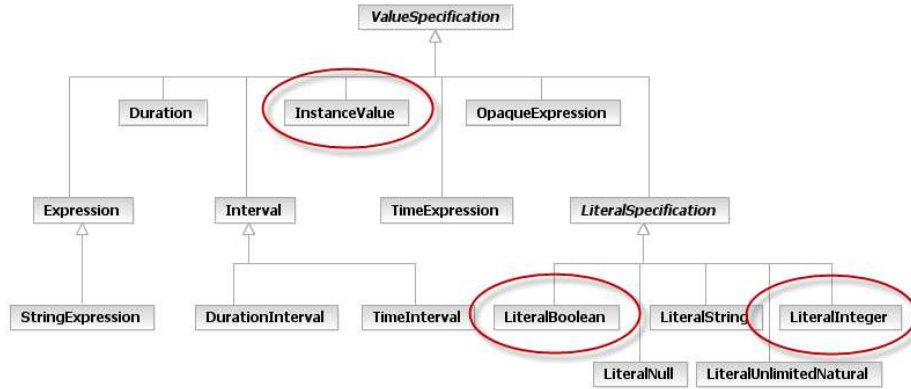 ValueSpecification
Duration
InstanceValue
OpaqueExpression
Expression
Interval
TimeExpression
LiteralSpecification
StringExpression
DurationInterval
TimeInterval
LiteralBoolean
LiteralString
LiteralInteger
LiteralNull
LiteralUnlimitedNatural